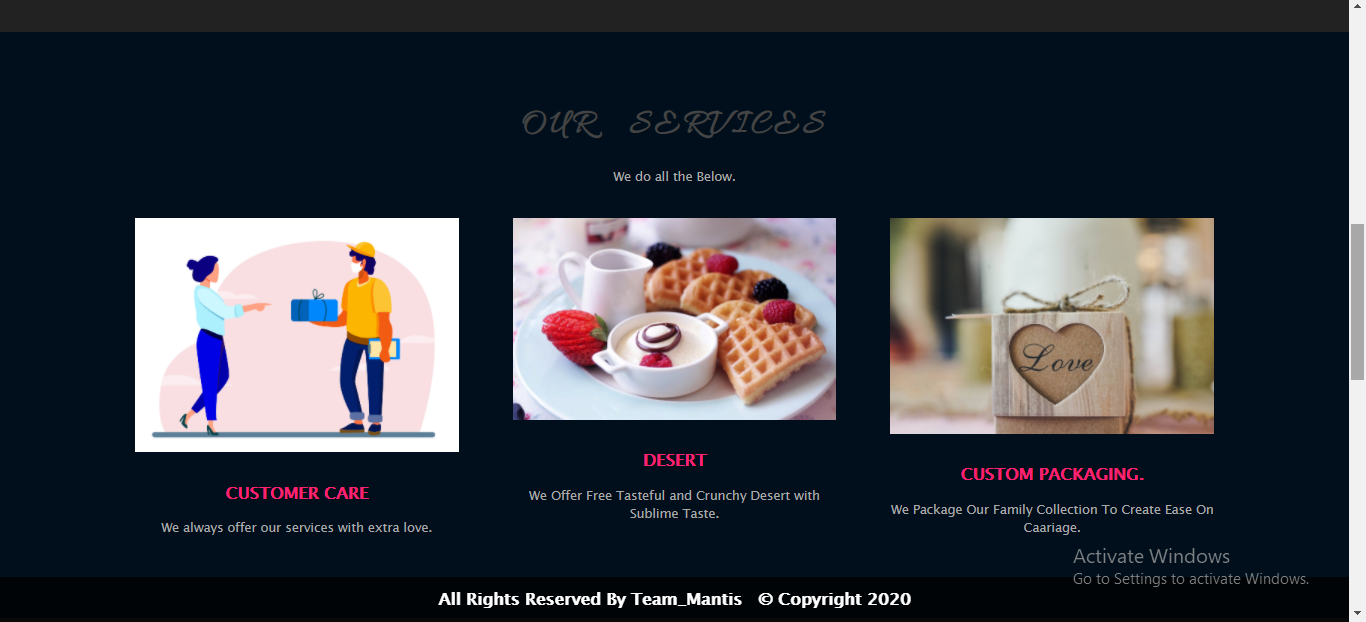 OUR SERVICES
We do all the Below.
Love
CUSTOMER CARE
We always offer our services with extra love.
DESERT
We Offer Free Tasteful and Crunchy Desert with
Sublime Taste.
CUSTOM PACKAGING.
We Package Our Family Collection To Create Ease On
Caariage.
Activate Windows
Go to Settings to activate Windows.
All Rights Reserved By Team_Mantis © Copyright 2020